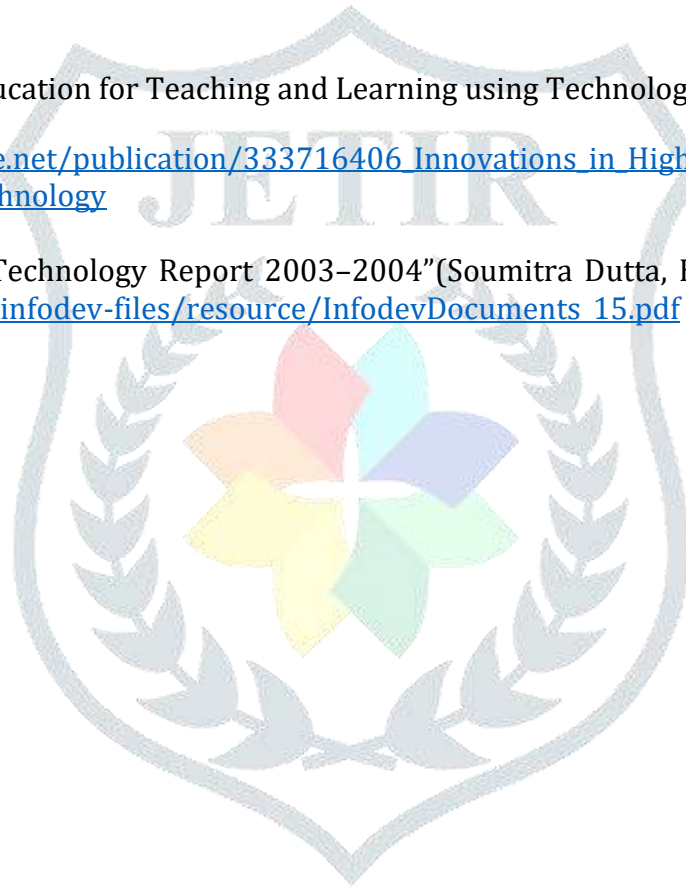 ucation for Teaching and Learning using Technolog
JETIR
e.net/publication/333716406_Innovations_in_High
hnology
Technology Report 2003–2004”(Soumitra Dutta, B
infodev-files/resource/InfodevDocuments_15.pdf